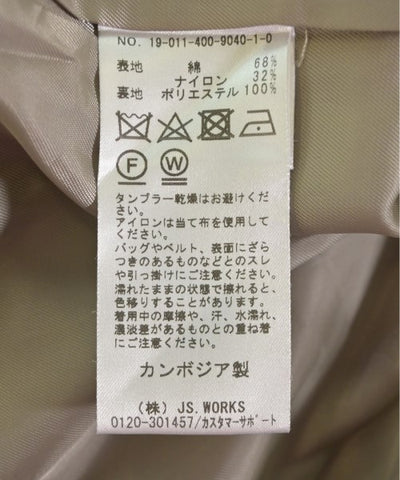 NO. 19-011-400-9040-1-0
表地 綿 68%
ナイロン 32%
裏地 ポリエステル 100%
F W
タンブラー乾燥はお避けくださ
い。
アイロンは当て布を使用してく
ださい。
バッグやベルト、表面にざら
つきのあるものなどとのスレ
や引っ掛けにご注意ください。
濡れたままの状態で擦れると、
色移りすることがあります。
着用中の摩擦や、汗、水濡れ、
濃淡差があるものとの重ね着
にご注意ください。
カンボジア製
(株) JS.WORKS
0120-301457/カスタマーサポート